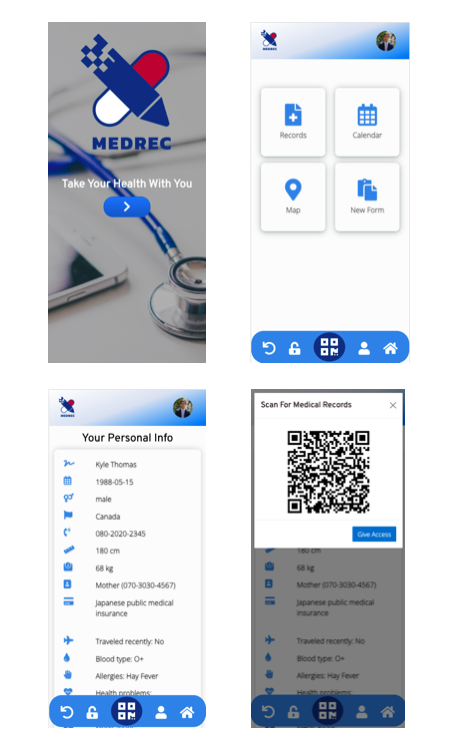 MEDREC
Take Your Health With You
MEDREC
Records
Calendar
Map
New Form
MEDREC
Your Personal Info
Kyle Thomas
1988-05-15
male
Canada
080-2020-2345
180 cm
68 kg
Mother (070-3030-4567)
Japanese public medical
insurance
Traveled recently: No
Blood type: O+
Allergies: Hay Fever
Health problems:
Scan For Medical Records
Give Access
180 cm
68 kg
Mother (070-3030-4567)
Japanese public medical
insurance
Traveled recently: No
Blood type: O+
Allergies: Hay Fever
Health problems: